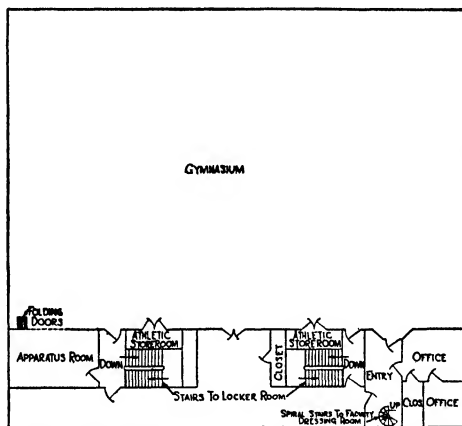 GYMNASIUM
FOLDING
DOORS
ATHLETIC
STOREROOM
ATHLETIC
STOREROOM
APPARATUS ROOM
DOWN
CLOSET
DOWN
ENTRY
OFFICE
STAIRS TO LOCKER ROOM
UP
CLOS.
OFFICE
SPIRAL STAIRS TO FACULTY
DRESSING ROOM